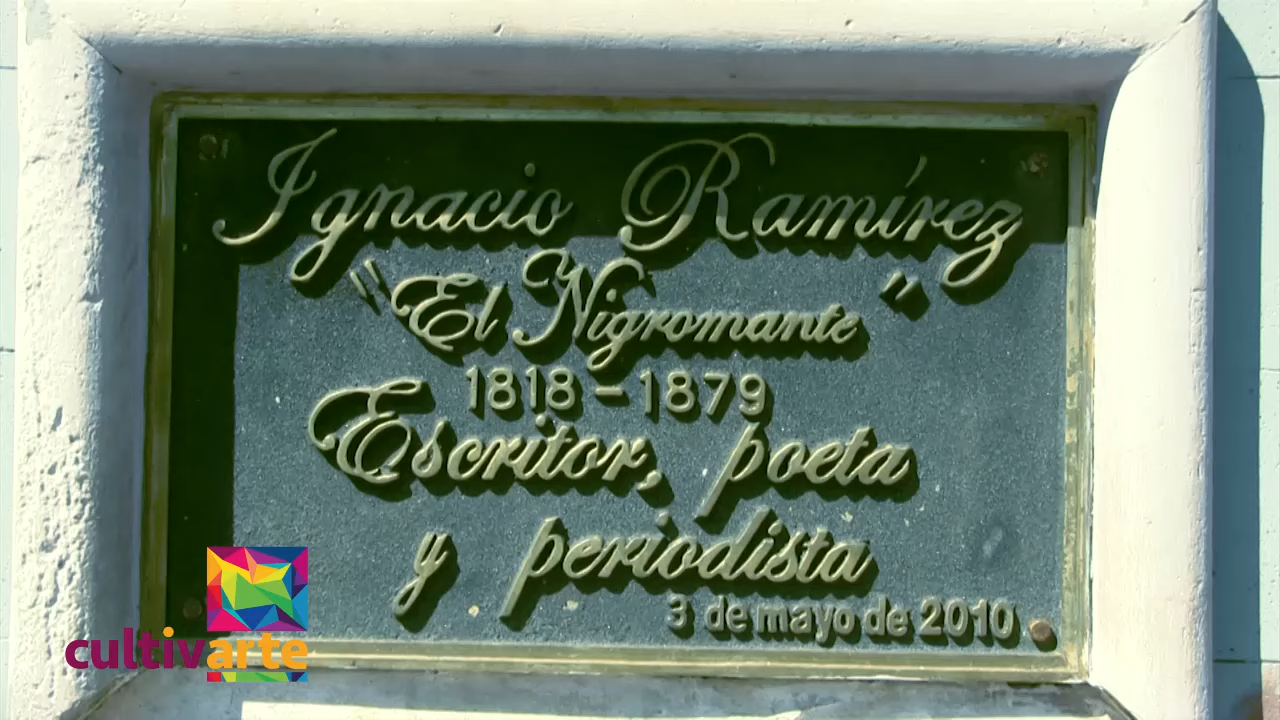 Ignacio Ramírez
"El Nigromante"
1818 - 1879
Escritor, poeta
y periodista
3 de mayo de 2010
cultivarte